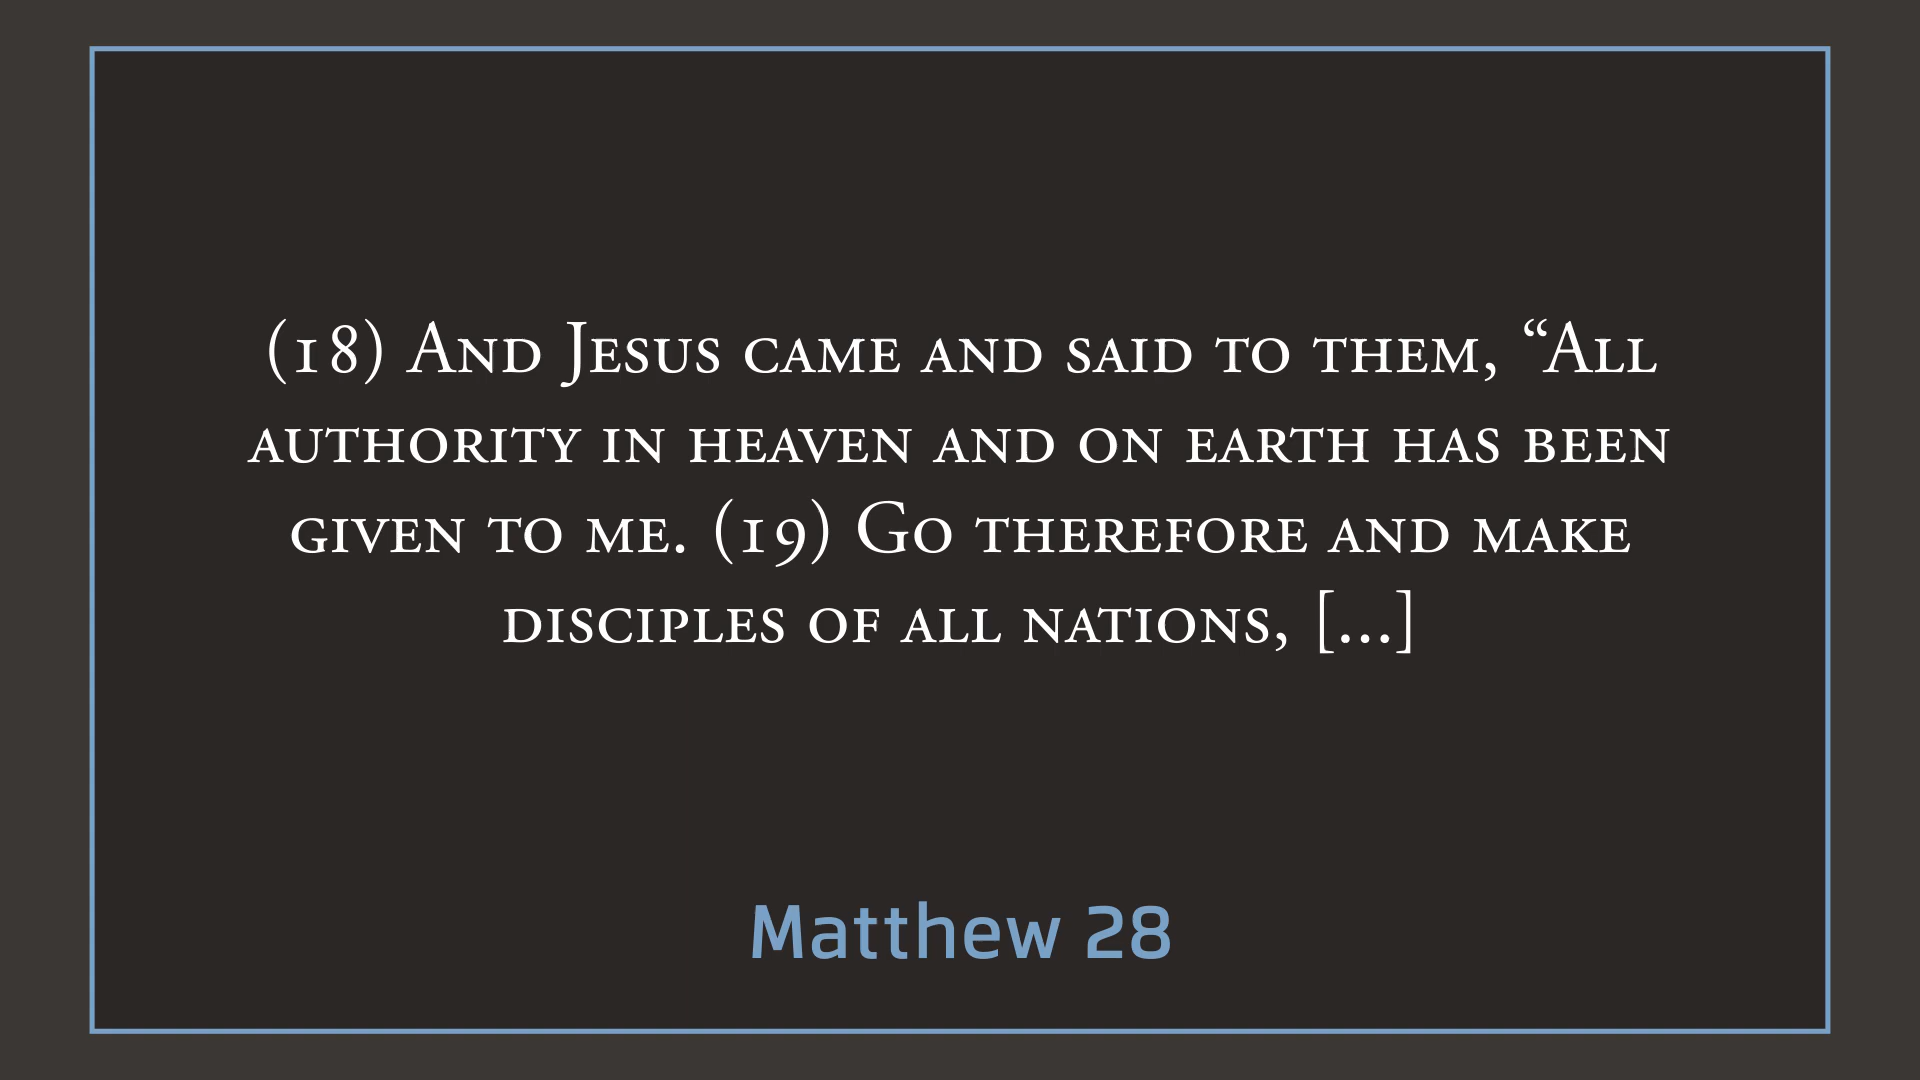 (18) And Jesus came and said to them, “All
authority in heaven and on earth has been
given to me. (19) Go therefore and make
disciples of all nations, [...]
Matthew 28